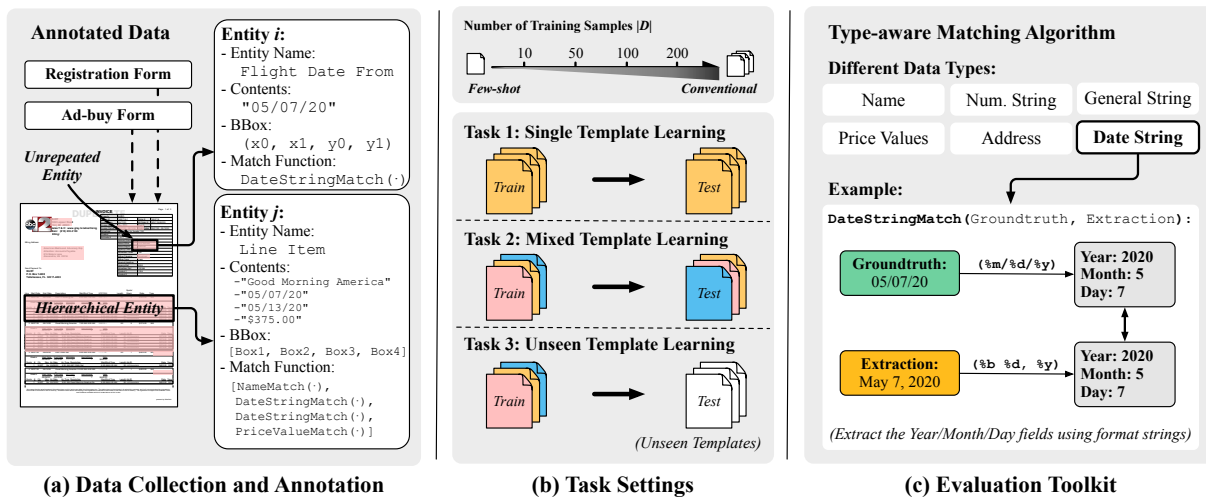 Annotated Data
Registration Form
Ad-buy Form
Unrepeated
Entity
Hierarchical Entity
Entity i:
- Entity Name:
Flight Date From
- Contents:
"05/07/20"
- BBox:
(x0, x1, y0, y1)
- Match Function:
DateStringMatch(·)
Entity j:
- Entity Name:
Line Item
- Contents:
-"Good Morning America"
-"05/07/20"
-"05/13/20"
-"$375.00"
- BBox:
[Box1, Box2, Box3, Box4]
- Match Function:
[NameMatch(·),
DateStringMatch(·),
DateStringMatch(·),
PriceValueMatch(·)]
(a) Data Collection and Annotation
Number of Training Samples |D|
10 50 100 200
Few-shot Conventional
Task 1: Single Template Learning
Train Test
Task 2: Mixed Template Learning
Train Test
Task 3: Unseen Template Learning
Train Test
(Unseen Templates)
(b) Task Settings
Type-aware Matching Algorithm
Different Data Types:
Name Num. String General String
Price Values Address Date String
Example:
DateStringMatch(Groundtruth, Extraction):
Groundtruth:
05/07/20
(%m/%d/%y)
Year: 2020
Month: 5
Day: 7
Extraction:
May 7, 2020
(%b %d, %y)
Year: 2020
Month: 5
Day: 7
(Extract the Year/Month/Day fields using format strings)
(c) Evaluation Toolkit